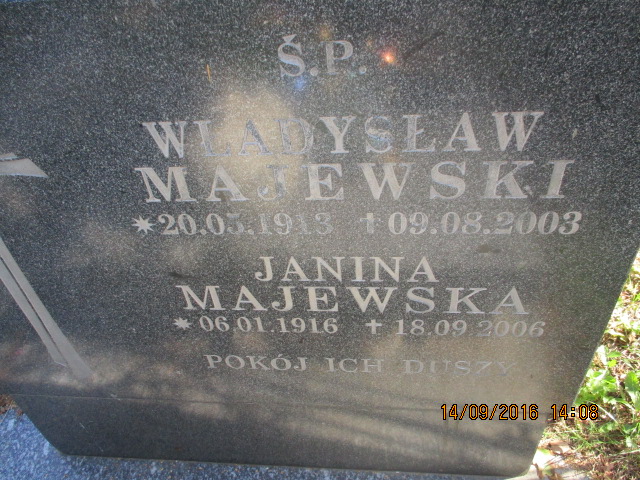 Ś.P.
WŁADYSŁAW
MAJEWSKI
*20.05.1913 †09.08.2003
JANINA
MAJEWSKA
*06.01.1916 †18.09.2006
POKÓJ ICH DUSZY
14/09/2016 14:08